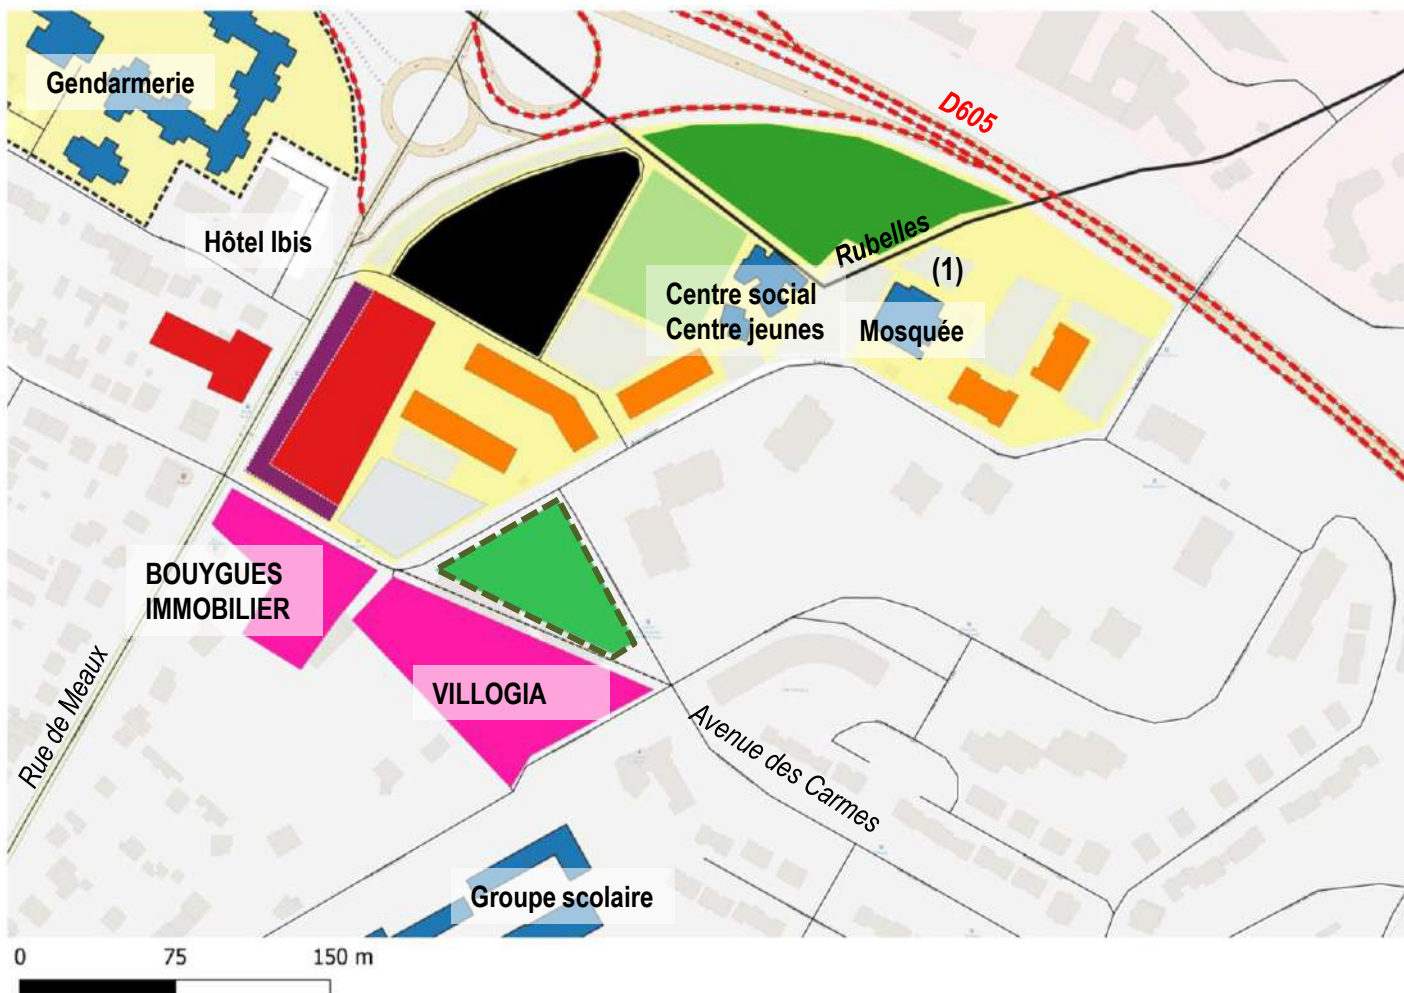 Gendarmerie
D605
Hôtel Ibis
Rubelles
(1)
Centre social
Centre jeunes
Mosquée
BOUYGUES
IMMOBILIER
VILLOGIA
Rue de Meaux
Avenue des Carmes
Groupe scolaire
0 75 150 m